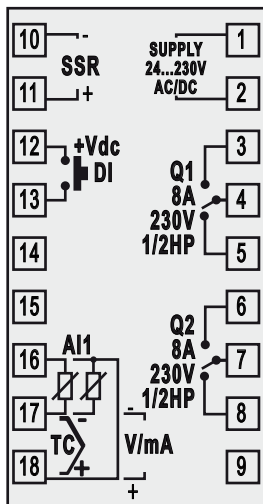 10 - SUPPLY 1
SSR 24...230V
11 + AC/DC 2
12 +Vdc 3
DI Q1
13 8A 4
230V
14 1/2HP 5
15 6
Q2
16 AI1 8A 7
230V
17 - - 1/2HP 8
TC V/mA
18 + + 9